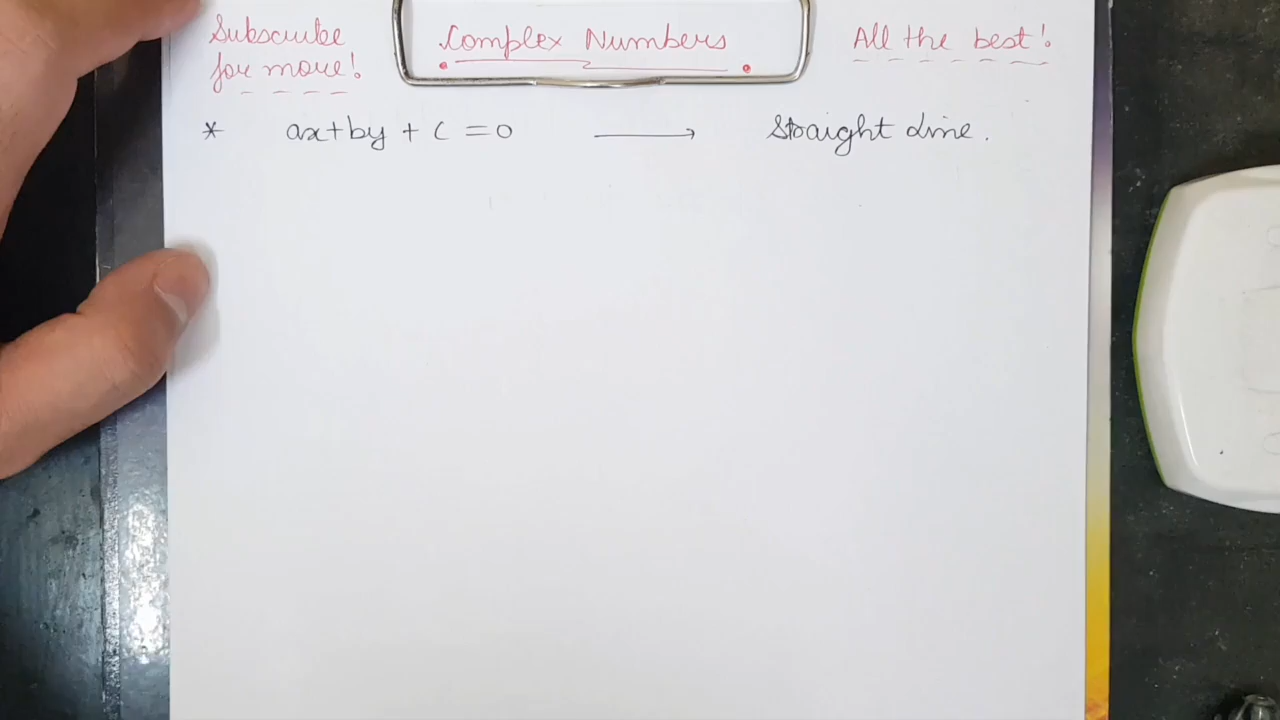 Subscribe
for more!
Complex Numbers
All the best!
* ax+by + c = 0 → Straight Line.